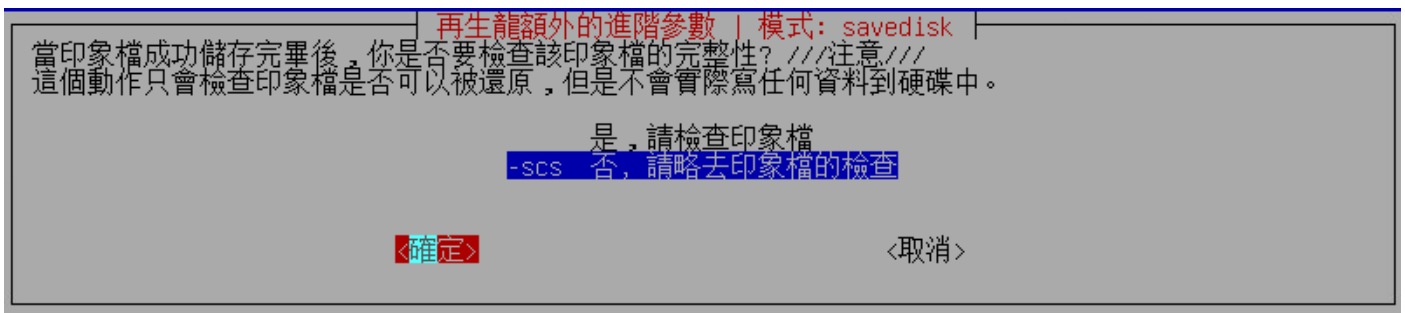 再生龍額外的進階參數 | 模式: savedisk
當印象檔成功儲存完畢後，你是否要檢查該印象檔的完整性? ///注意///
這個動作只會檢查印象檔是否可以被還原，但是不會實際寫任何資料到硬碟中。
是，請檢查印象檔
-scs 否, 請略去印象檔的檢查
<確定> <取消>